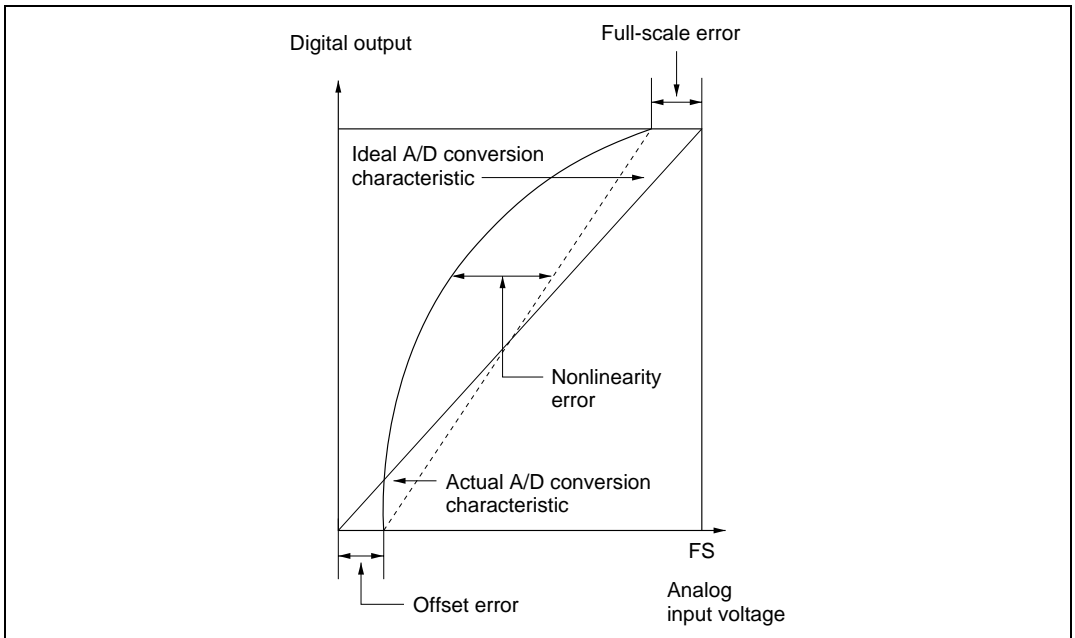 Digital output
Full-scale error
Ideal A/D conversion
characteristic
Nonlinearity
error
Actual A/D conversion
characteristic
FS
Offset error
Analog
input voltage